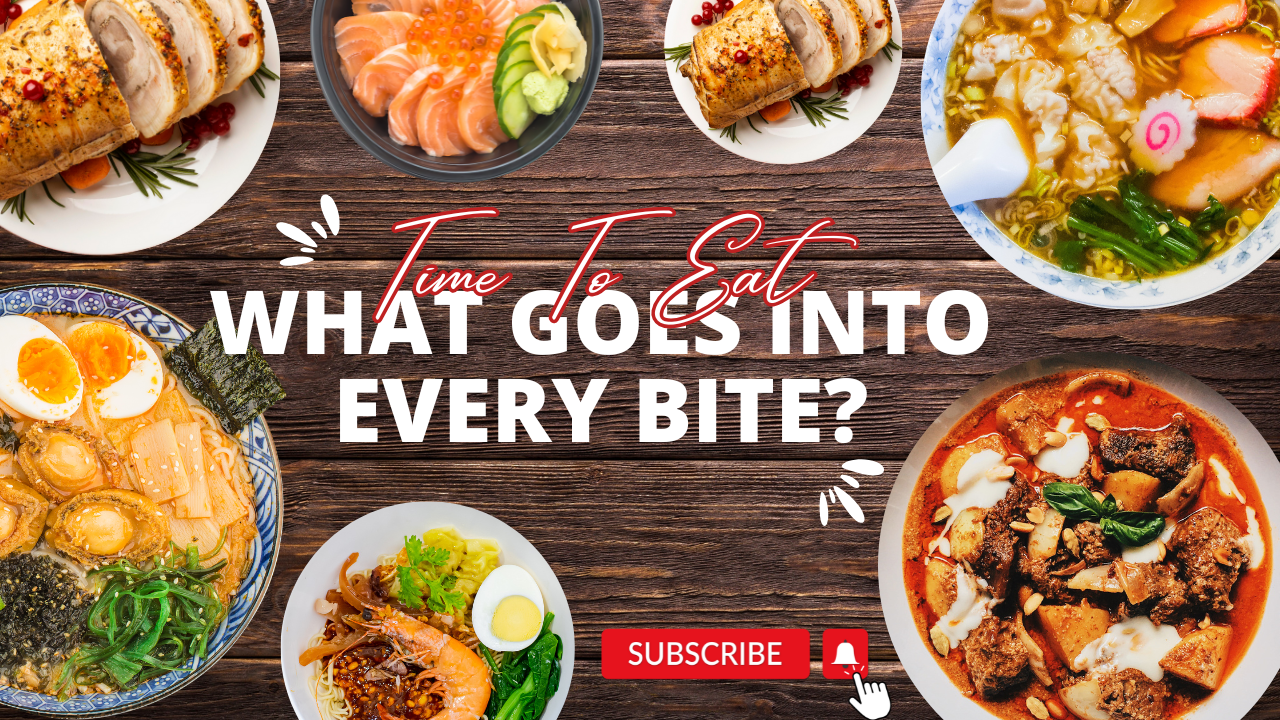 Time To Eat
WHAT GOES INTO
EVERY BITE?
SUBSCRIBE